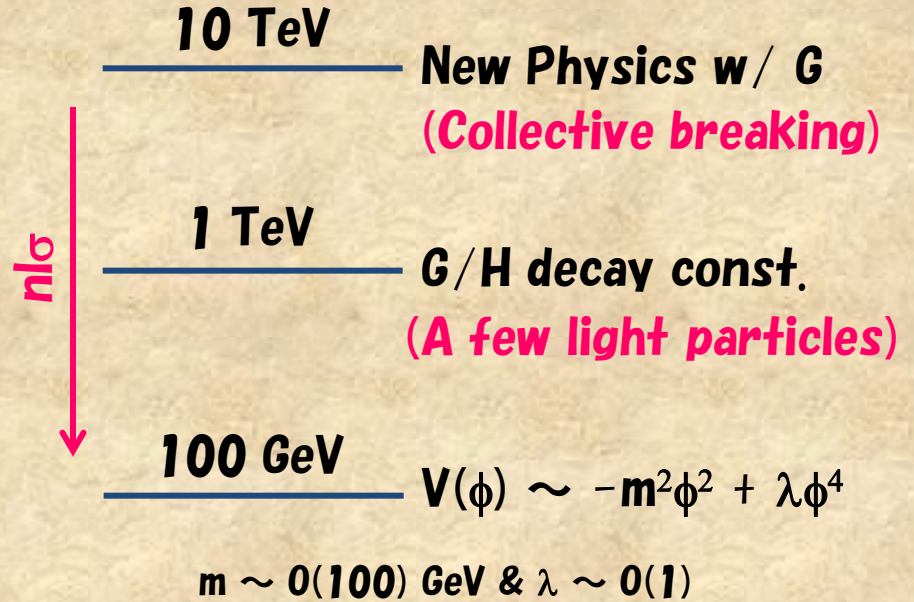 10 TeV
New Physics w/ G
(Collective breaking)
1 TeV
nlσ
G/H decay const.
(A few light particles)
100 GeV
V(ϕ) ~ -m²ϕ² + λϕ⁴
m ~ O(100) GeV & λ ~ O(1)